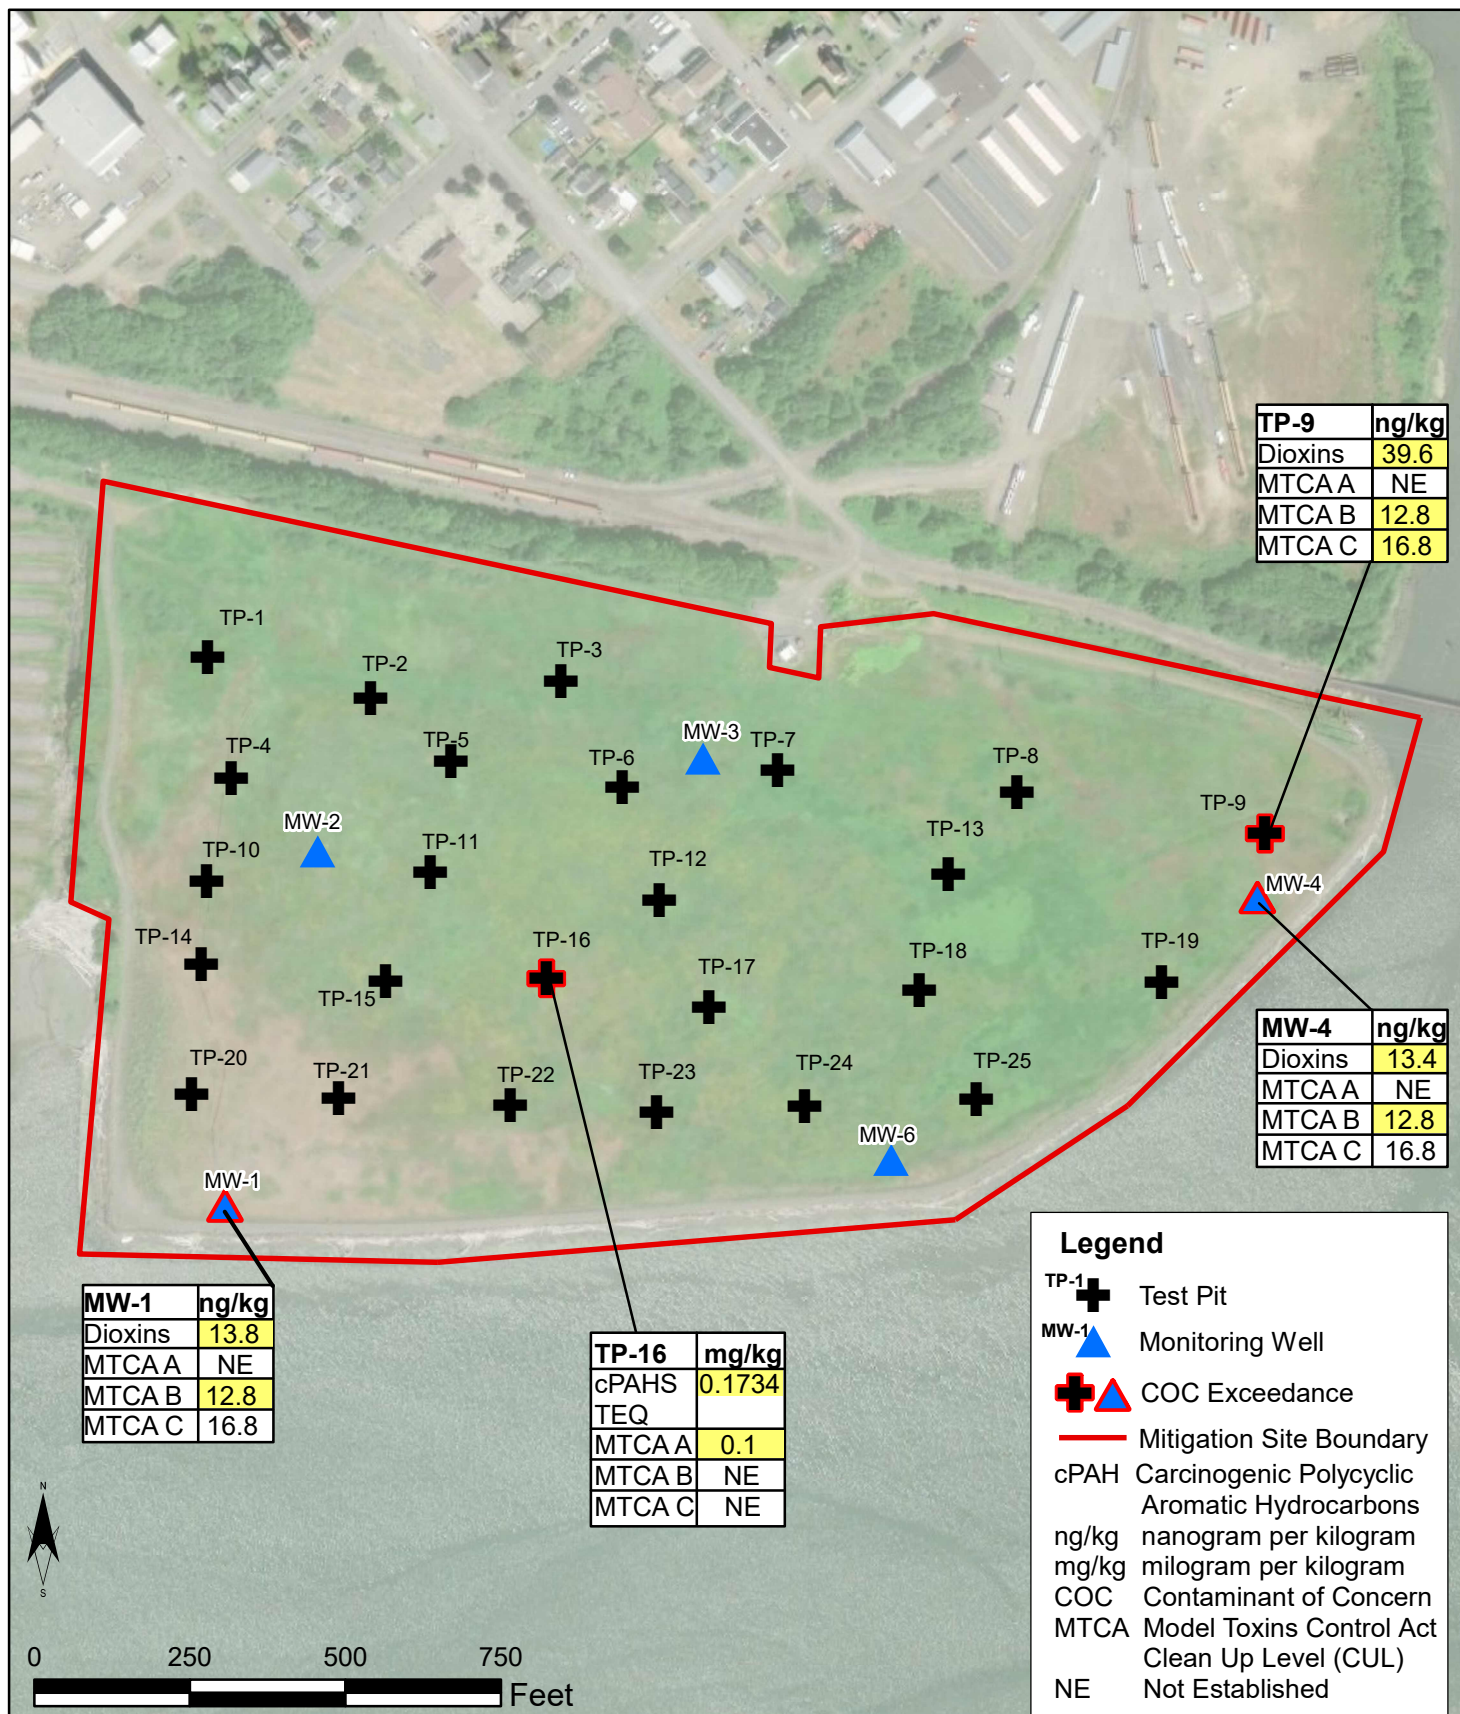 TP-9 ng/kg
Dioxins 39.6
MTCA A NE
MTCA B 12.8
MTCA C 16.8
TP-1
TP-2
TP-3
TP-4
TP-5
TP-6
MW-3
TP-7
TP-8
TP-9
MW-2
TP-10
TP-11
TP-12
TP-13
MW-4
TP-14
TP-15
TP-16
TP-17
TP-18
TP-19
MW-4 ng/kg
Dioxins 13.4
MTCA A NE
MTCA B 12.8
MTCA C 16.8
TP-20
TP-21
TP-22
TP-23
TP-24
TP-25
MW-6
MW-1
MW-1 ng/kg
Dioxins 13.8
MTCA A NE
MTCA B 12.8
MTCA C 16.8
TP-16 mg/kg
cPAHS 0.1734
TEQ
MTCA A 0.1
MTCA B NE
MTCA C NE
Legend
TP-1 Test Pit
MW-1 Monitoring Well
COC Exceedance
Mitigation Site Boundary
cPAH Carcinogenic Polycyclic
Aromatic Hydrocarbons
ng/kg nanogram per kilogram
mg/kg milogram per kilogram
COC Contaminant of Concern
MTCA Model Toxins Control Act
Clean Up Level (CUL)
NE Not Established
N
S
0 250 500 750
Feet